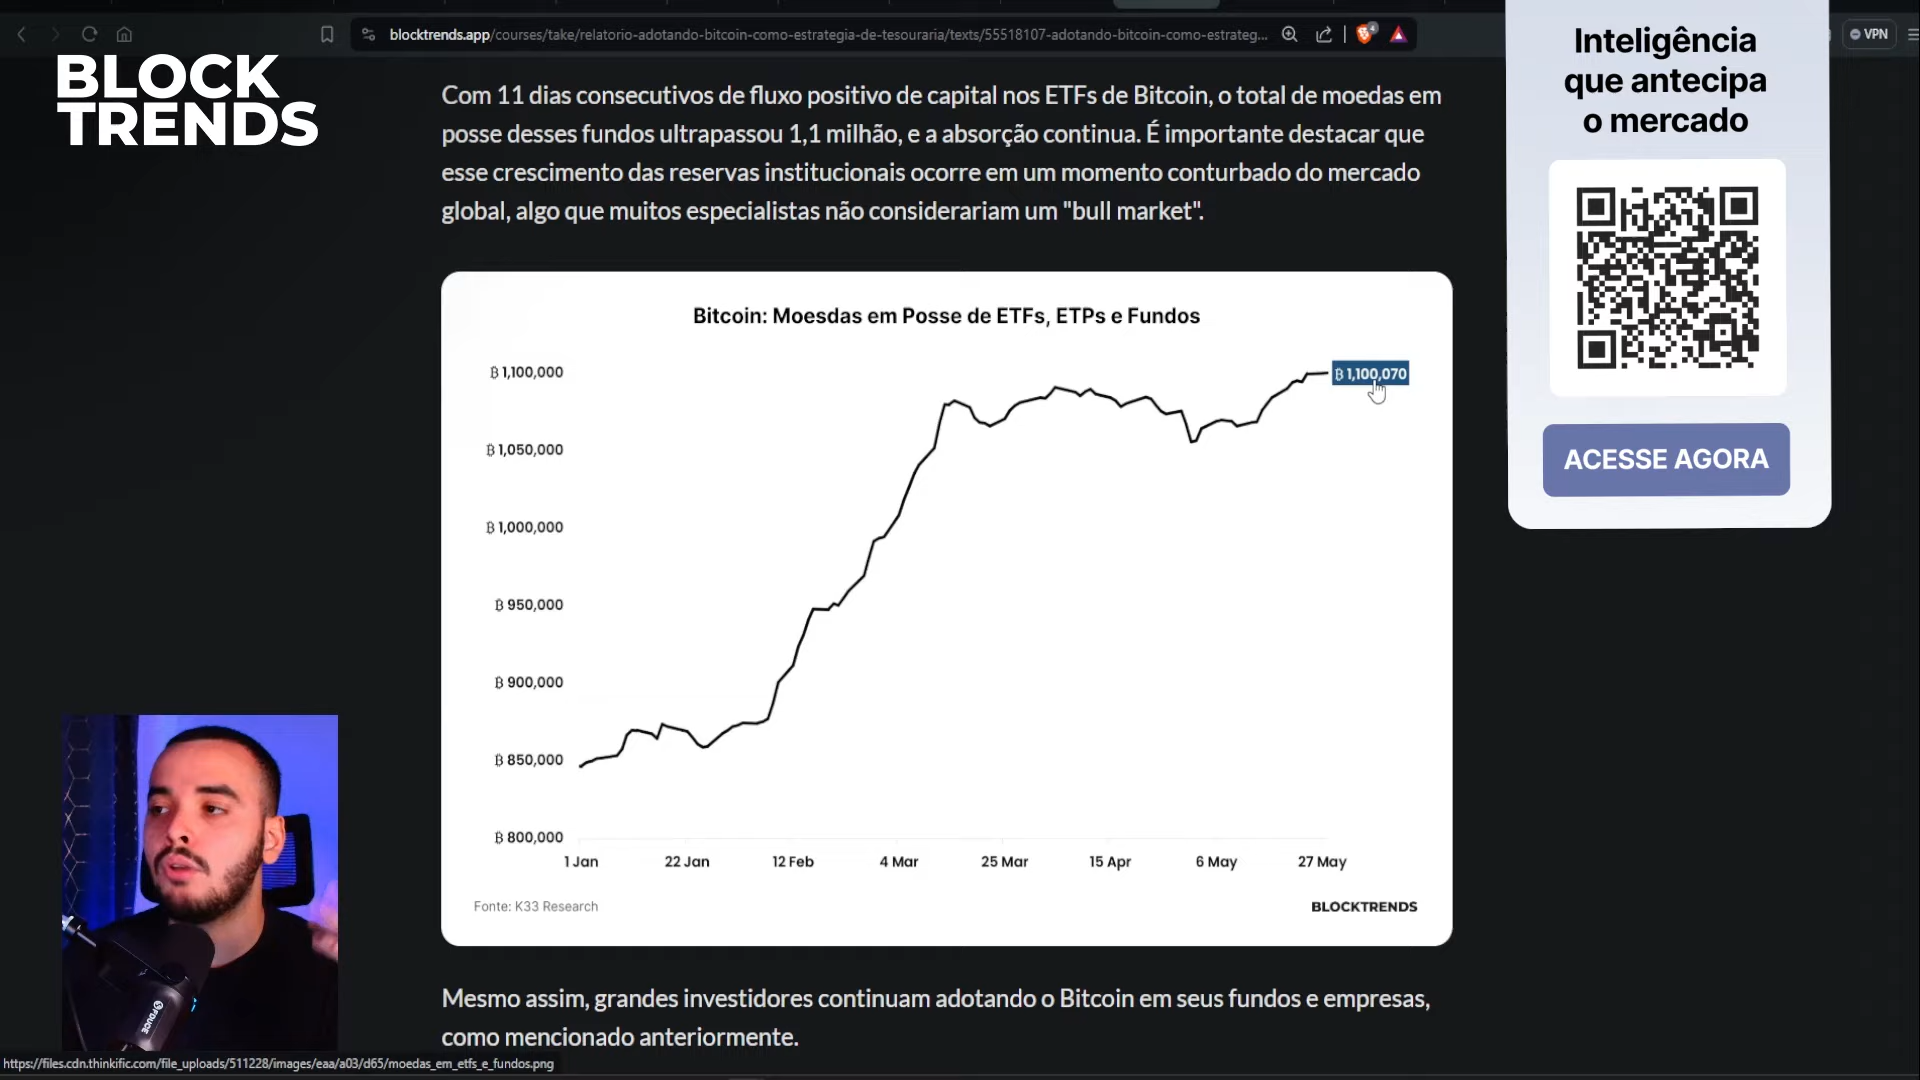 blocktrends.app/courses/take/relatorio-adotando-bitcoin-como-estrategia-de-tesouraria/texts/55518107-adotando-bitcoin-como-estrateg...
VPN
BLOCK
TRENDS
Com 11 dias consecutivos de fluxo positivo de capital nos ETFs de Bitcoin, o total de moedas em
posse desses fundos ultrapassou 1,1 milhão, e a absorção continua. É importante destacar que
esse crescimento das reservas institucionais ocorre em um momento conturbado do mercado
global, algo que muitos especialistas não considerariam um "bull market".
Inteligência
que antecipa
o mercado
ACESSE AGORA
Bitcoin: Moesdas em Posse de ETFs, ETPs e Fundos
₿ 1,100,000
₿ 1,100,070
₿ 1,050,000
₿ 1,000,000
₿ 950,000
₿ 900,000
₿ 850,000
₿ 800,000
1 Jan 22 Jan 12 Feb 4 Mar 25 Mar 15 Apr 6 May 27 May
Fonte: K33 Research
BLOCKTRENDS
FDUCE
Mesmo assim, grandes investidores continuam adotando o Bitcoin em seus fundos e empresas,
como mencionado anteriormente.
https://files.cdn.thinkific.com/file_uploads/511228/images/eaa/a03/d65/moedas_em_etfs_e_fundos.png